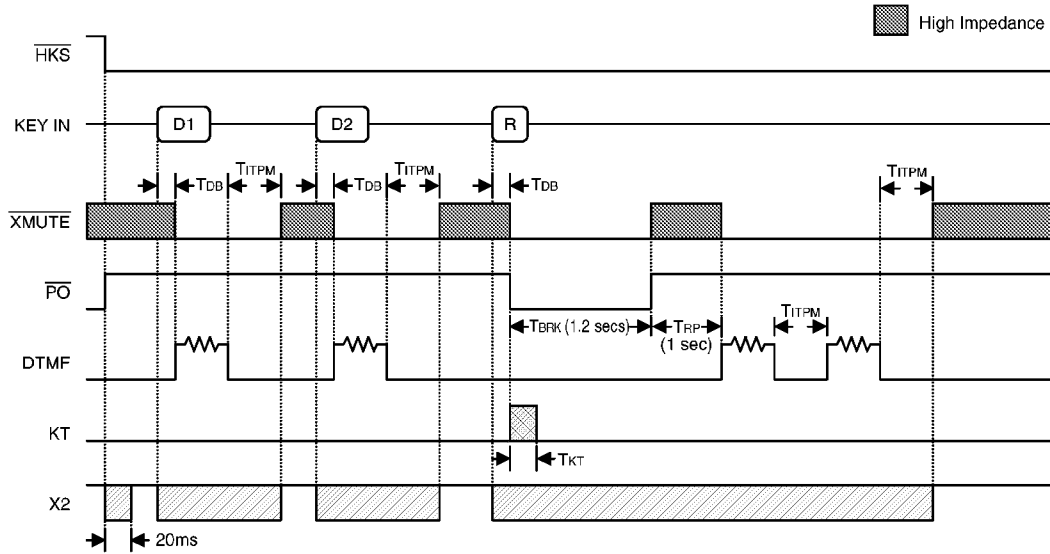 High Impedance
HKS
KEY IN
D1
D2
R
TDB
TITPM
TDB
TITPM
TDB
TITPM
XMUTE
PO
TBRK (1.2 secs)
TRP
(1 sec)
TITPM
DTMF
KT
TKT
X2
20ms